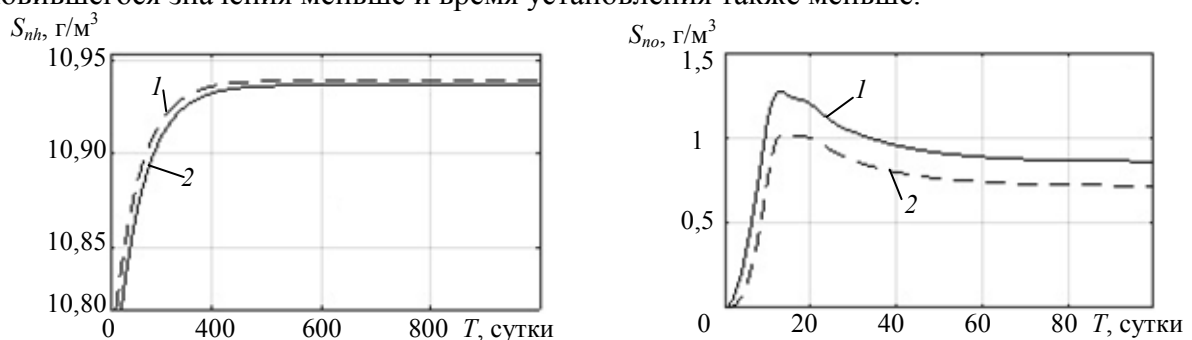 новившегося значения меньше и время установления также меньше.
S_nh, г/м³
10,95
10,90
10,85
10,80
1
2
0 400 600 800 T, сутки
S_no, г/м³
1,5
1
0,5
1
2
0 20 40 60 80 T, сутки